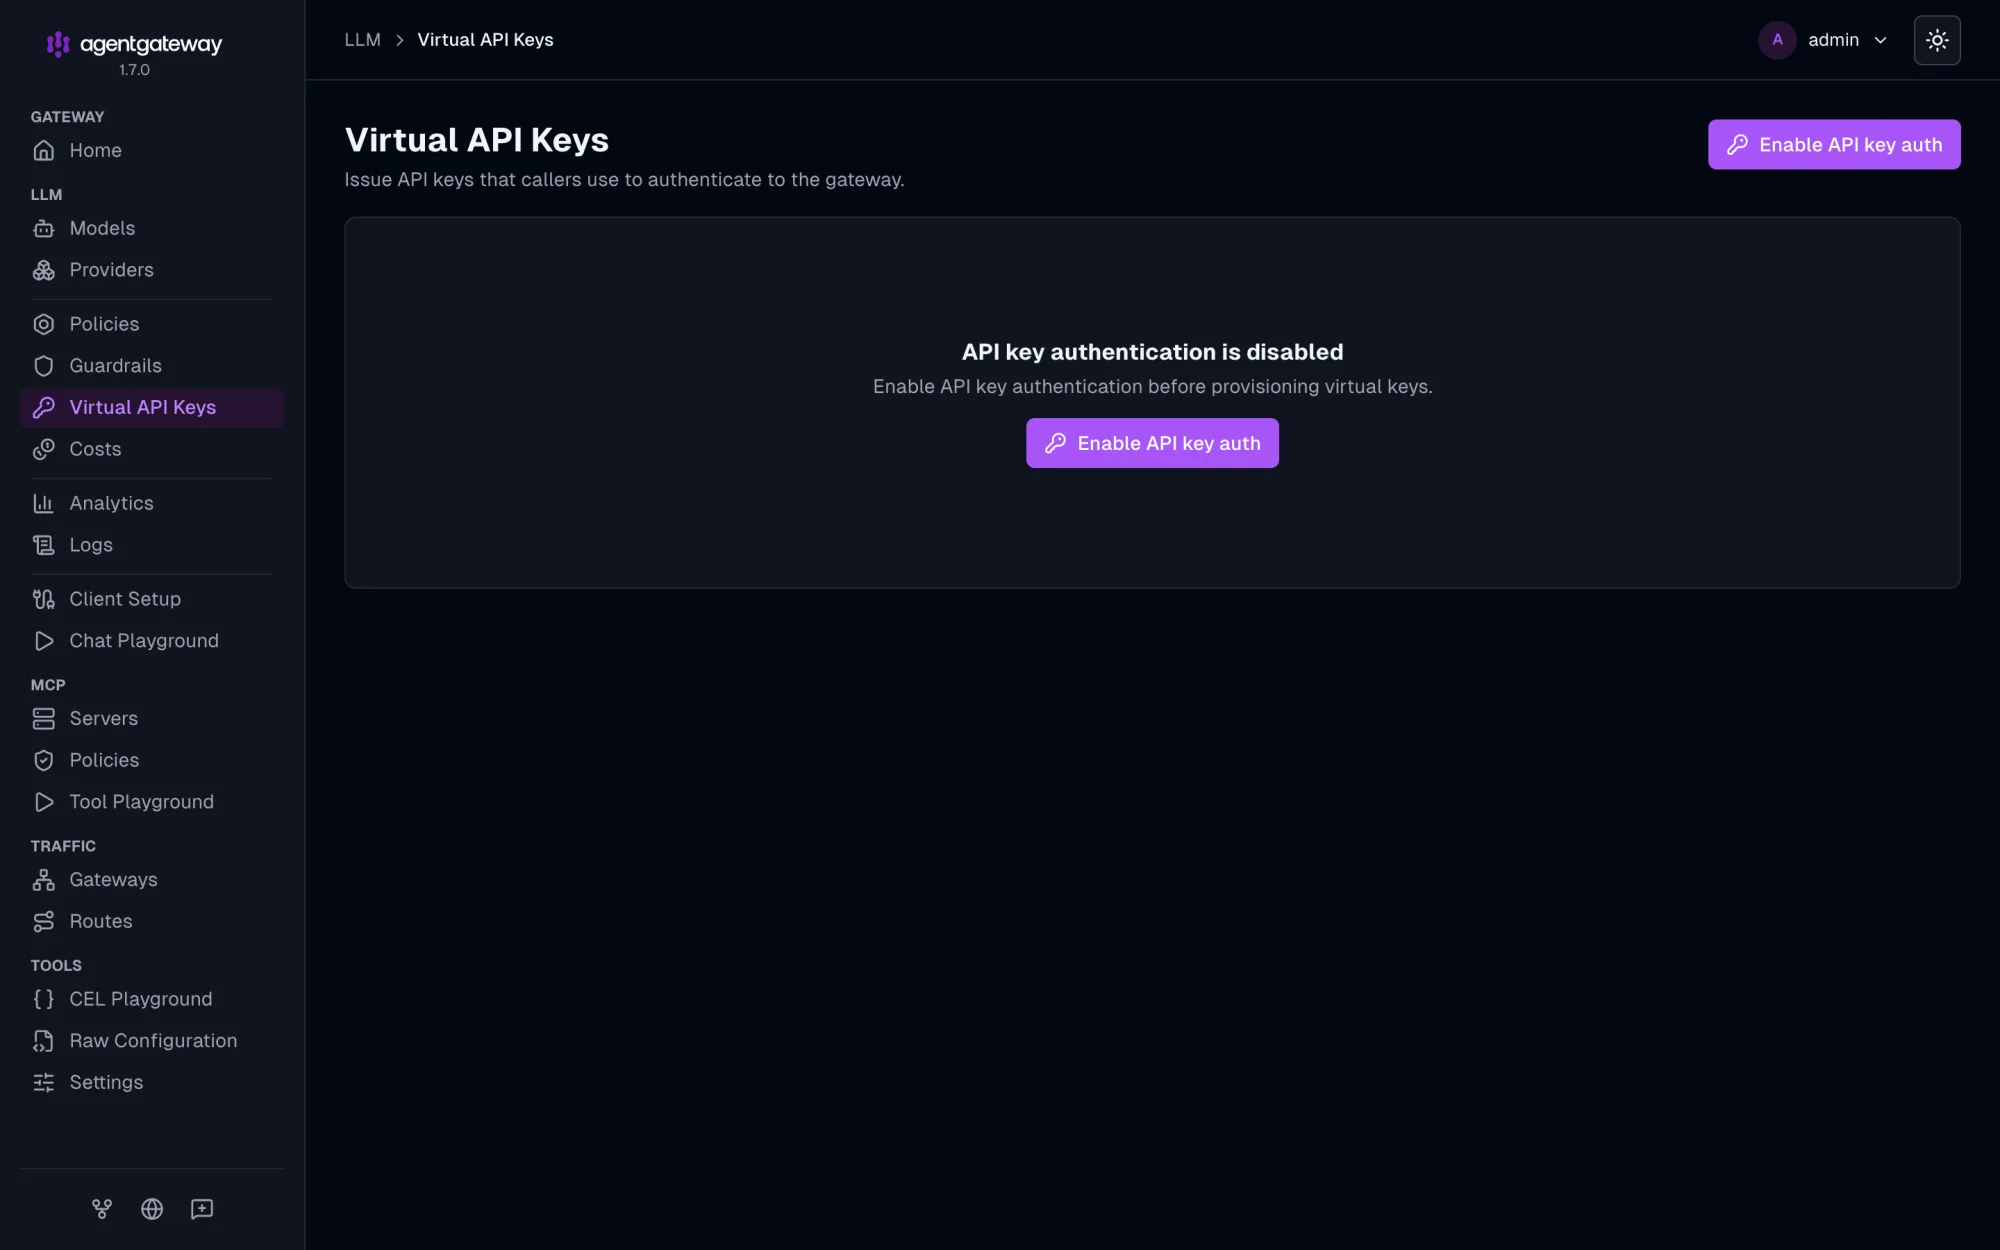 agentgateway
1.7.0
GATEWAY
Home
LLM
Models
Providers
Policies
Guardrails
Virtual API Keys
Costs
Analytics
Logs
Client Setup
Chat Playground
MCP
Servers
Policies
Tool Playground
TRAFFIC
Gateways
Routes
TOOLS
CEL Playground
Raw Configuration
Settings
LLM > Virtual API Keys
A admin
Virtual API Keys
Issue API keys that callers use to authenticate to the gateway.
Enable API key auth
API key authentication is disabled
Enable API key authentication before provisioning virtual keys.
Enable API key auth